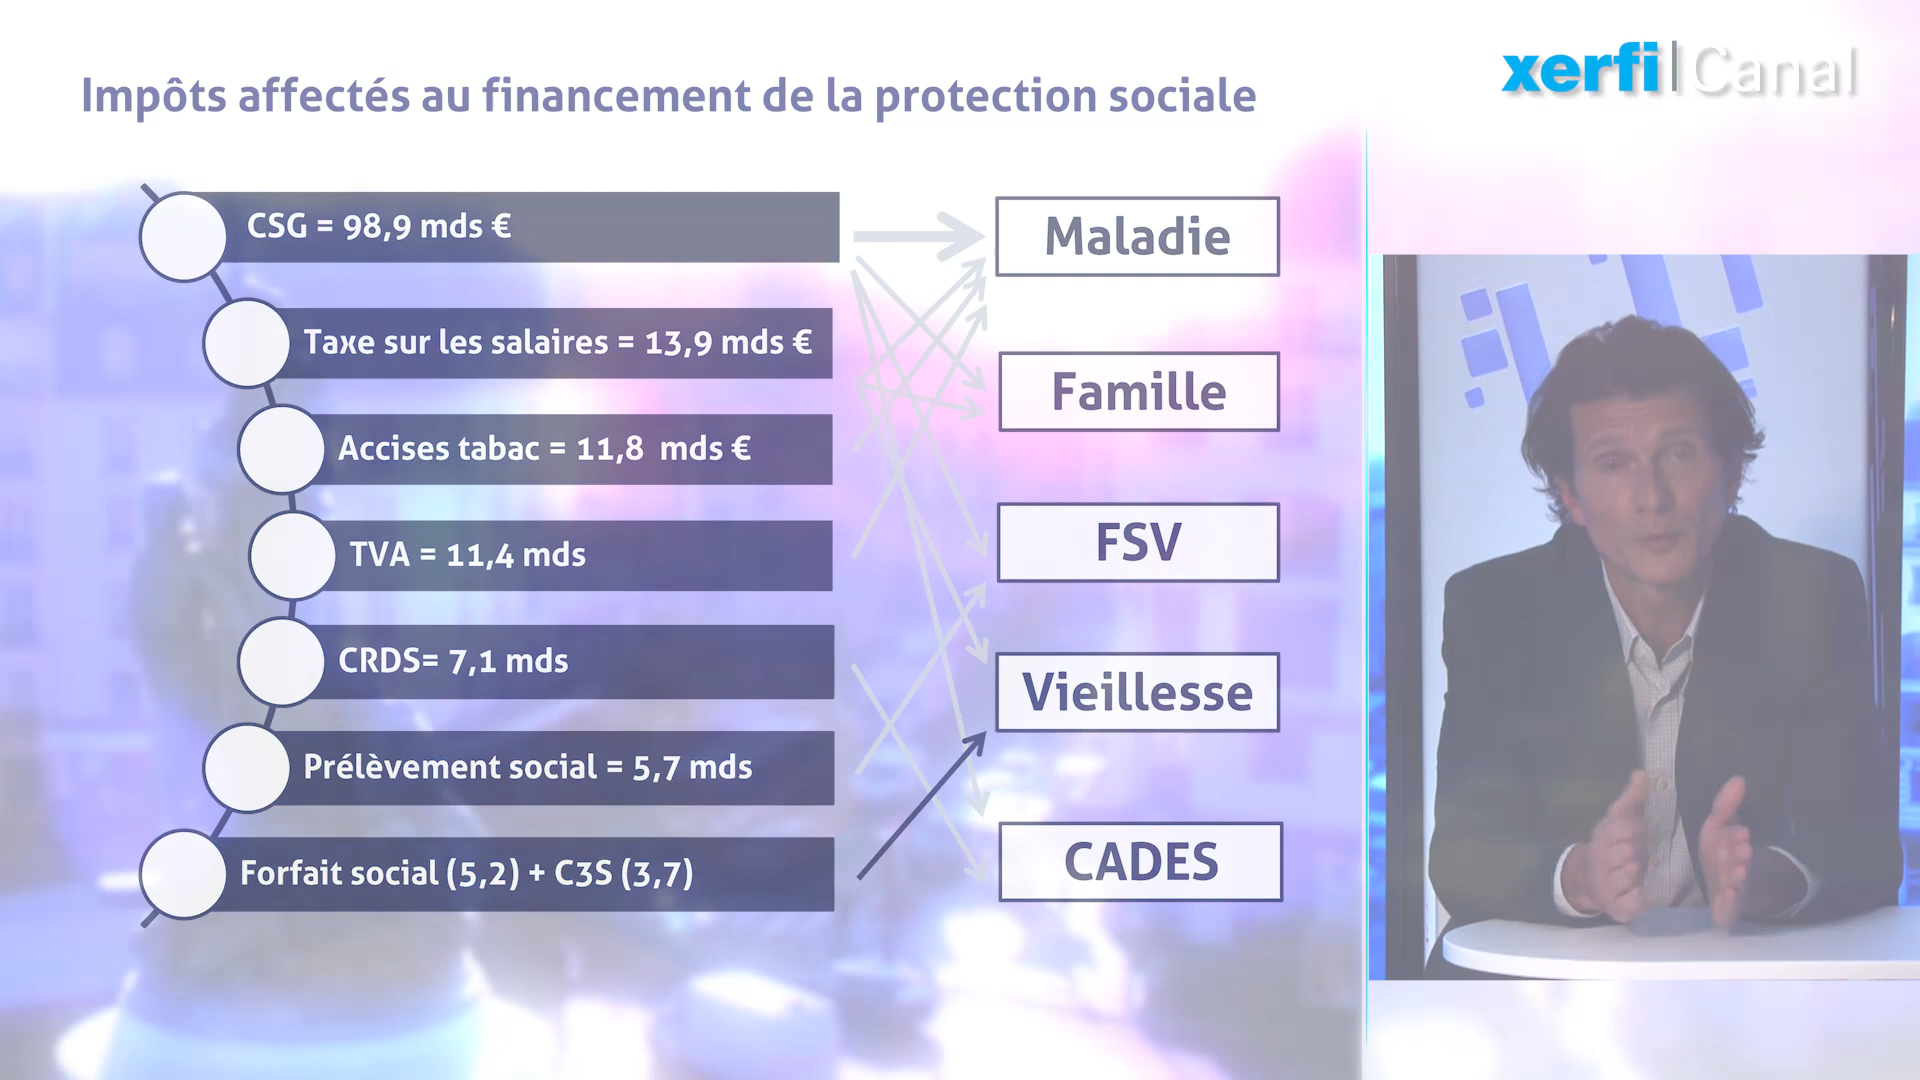 xerfi|Canal
Impôts affectés au financement de la protection sociale
CSG = 98,9 mds €
Taxe sur les salaires = 13,9 mds €
Accises tabac = 11,8 mds €
TVA = 11,4 mds
CRDS= 7,1 mds
Prélèvement social = 5,7 mds
Forfait social (5,2) + C3S (3,7)
Maladie
Famille
FSV
Vieillesse
CADES